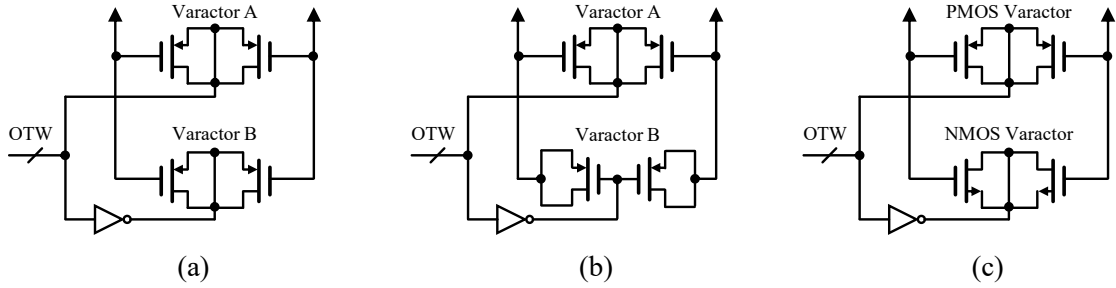 Varactor A
OTW
Varactor B
(a)
Varactor A
OTW
Varactor B
(b)
PMOS Varactor
OTW
NMOS Varactor
(c)